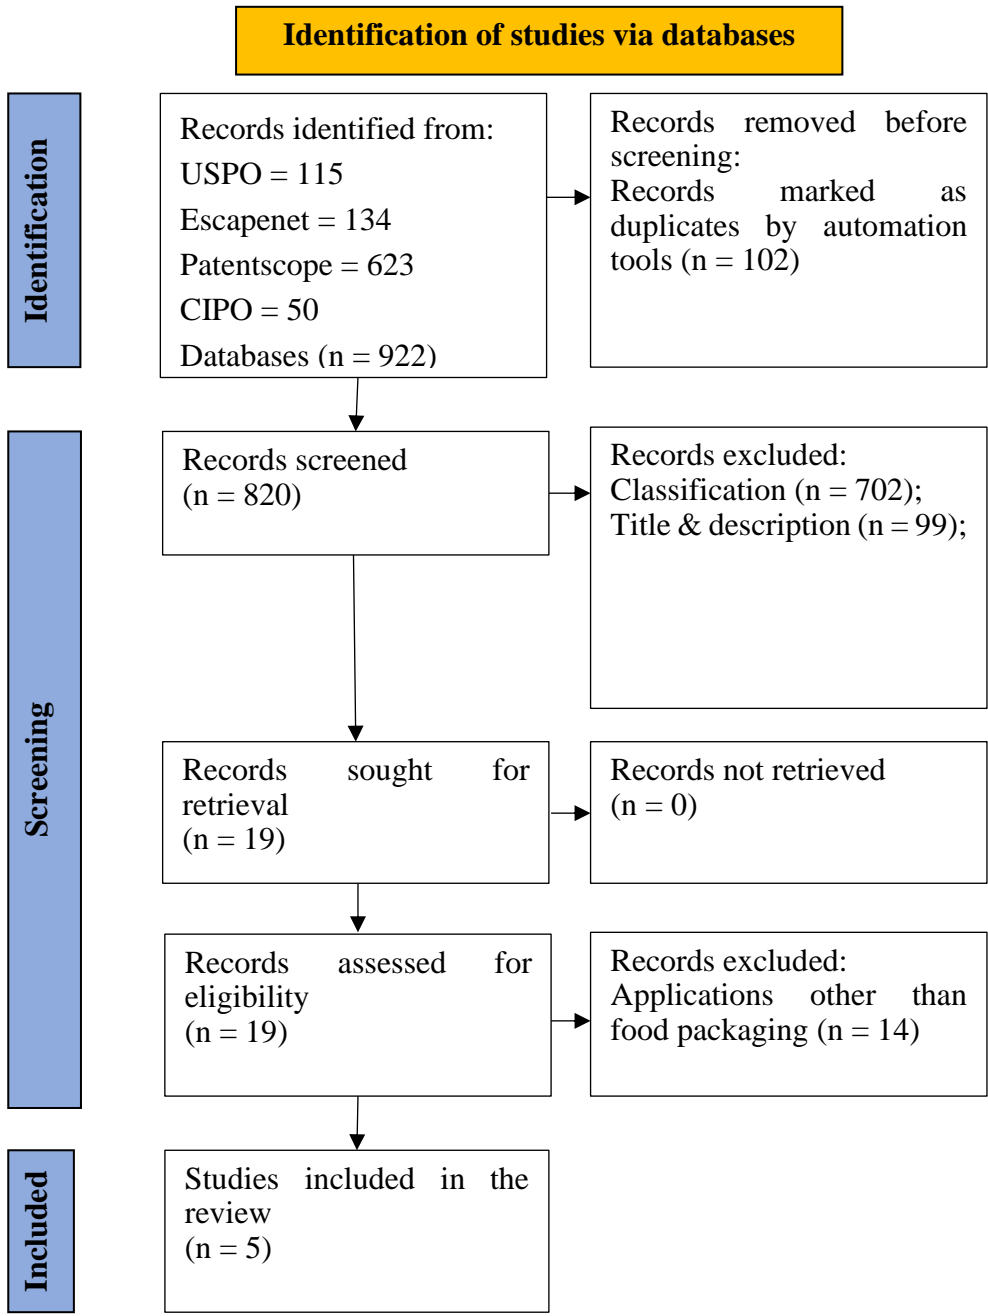 Identification of studies via databases
Identification
Records identified from:
USPO = 115
Escapenet = 134
Patentscope = 623
CIPO = 50
Databases (n = 922)
Records removed before
screening:
Records marked as
duplicates by automation
tools (n = 102)
Screening
Records screened
(n = 820)
Records excluded:
Classification (n = 702);
Title & description (n = 99);
Records sought for
retrieval
(n = 19)
Records not retrieved
(n = 0)
Records assessed for
eligibility
(n = 19)
Records excluded:
Applications other than
food packaging (n = 14)
Included
Studies included in the
review
(n = 5)